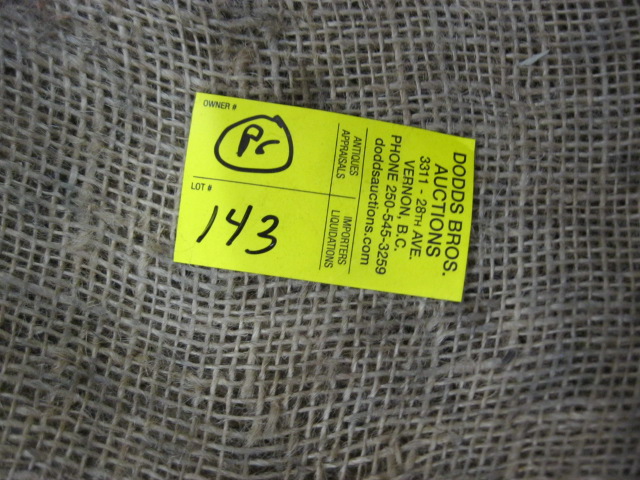 OWNER #
Pc
LOT #
143
ANTIQUES
APPRAISALS
IMPORTERS
LIQUIDATIONS
DODDS BROS.
AUCTIONS
3311 - 28TH AVE.
VERNON, B.C.
PHONE 250-545-3259
doddsauctions.com